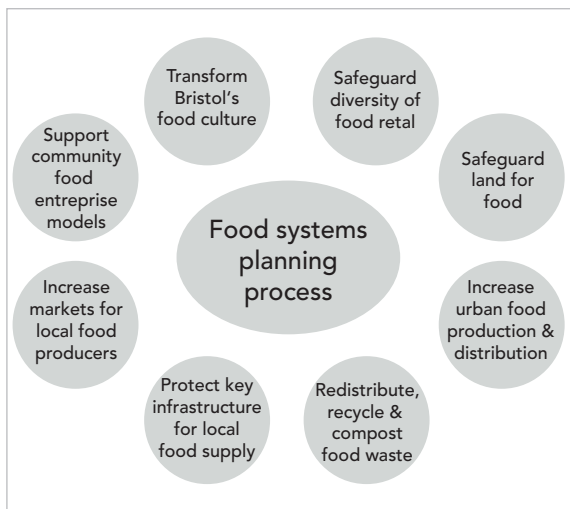 Transform
Bristol's
food culture
Safeguard
diversity of
food retal
Support
community
food
entreprise
models
Safeguard
land for
food
Food systems
planning
process
Increase
markets for
local food
producers
Increase
urban food
production &
distribution
Protect key
infrastructure
for local
food supply
Redistribute,
recycle &
compost
food waste